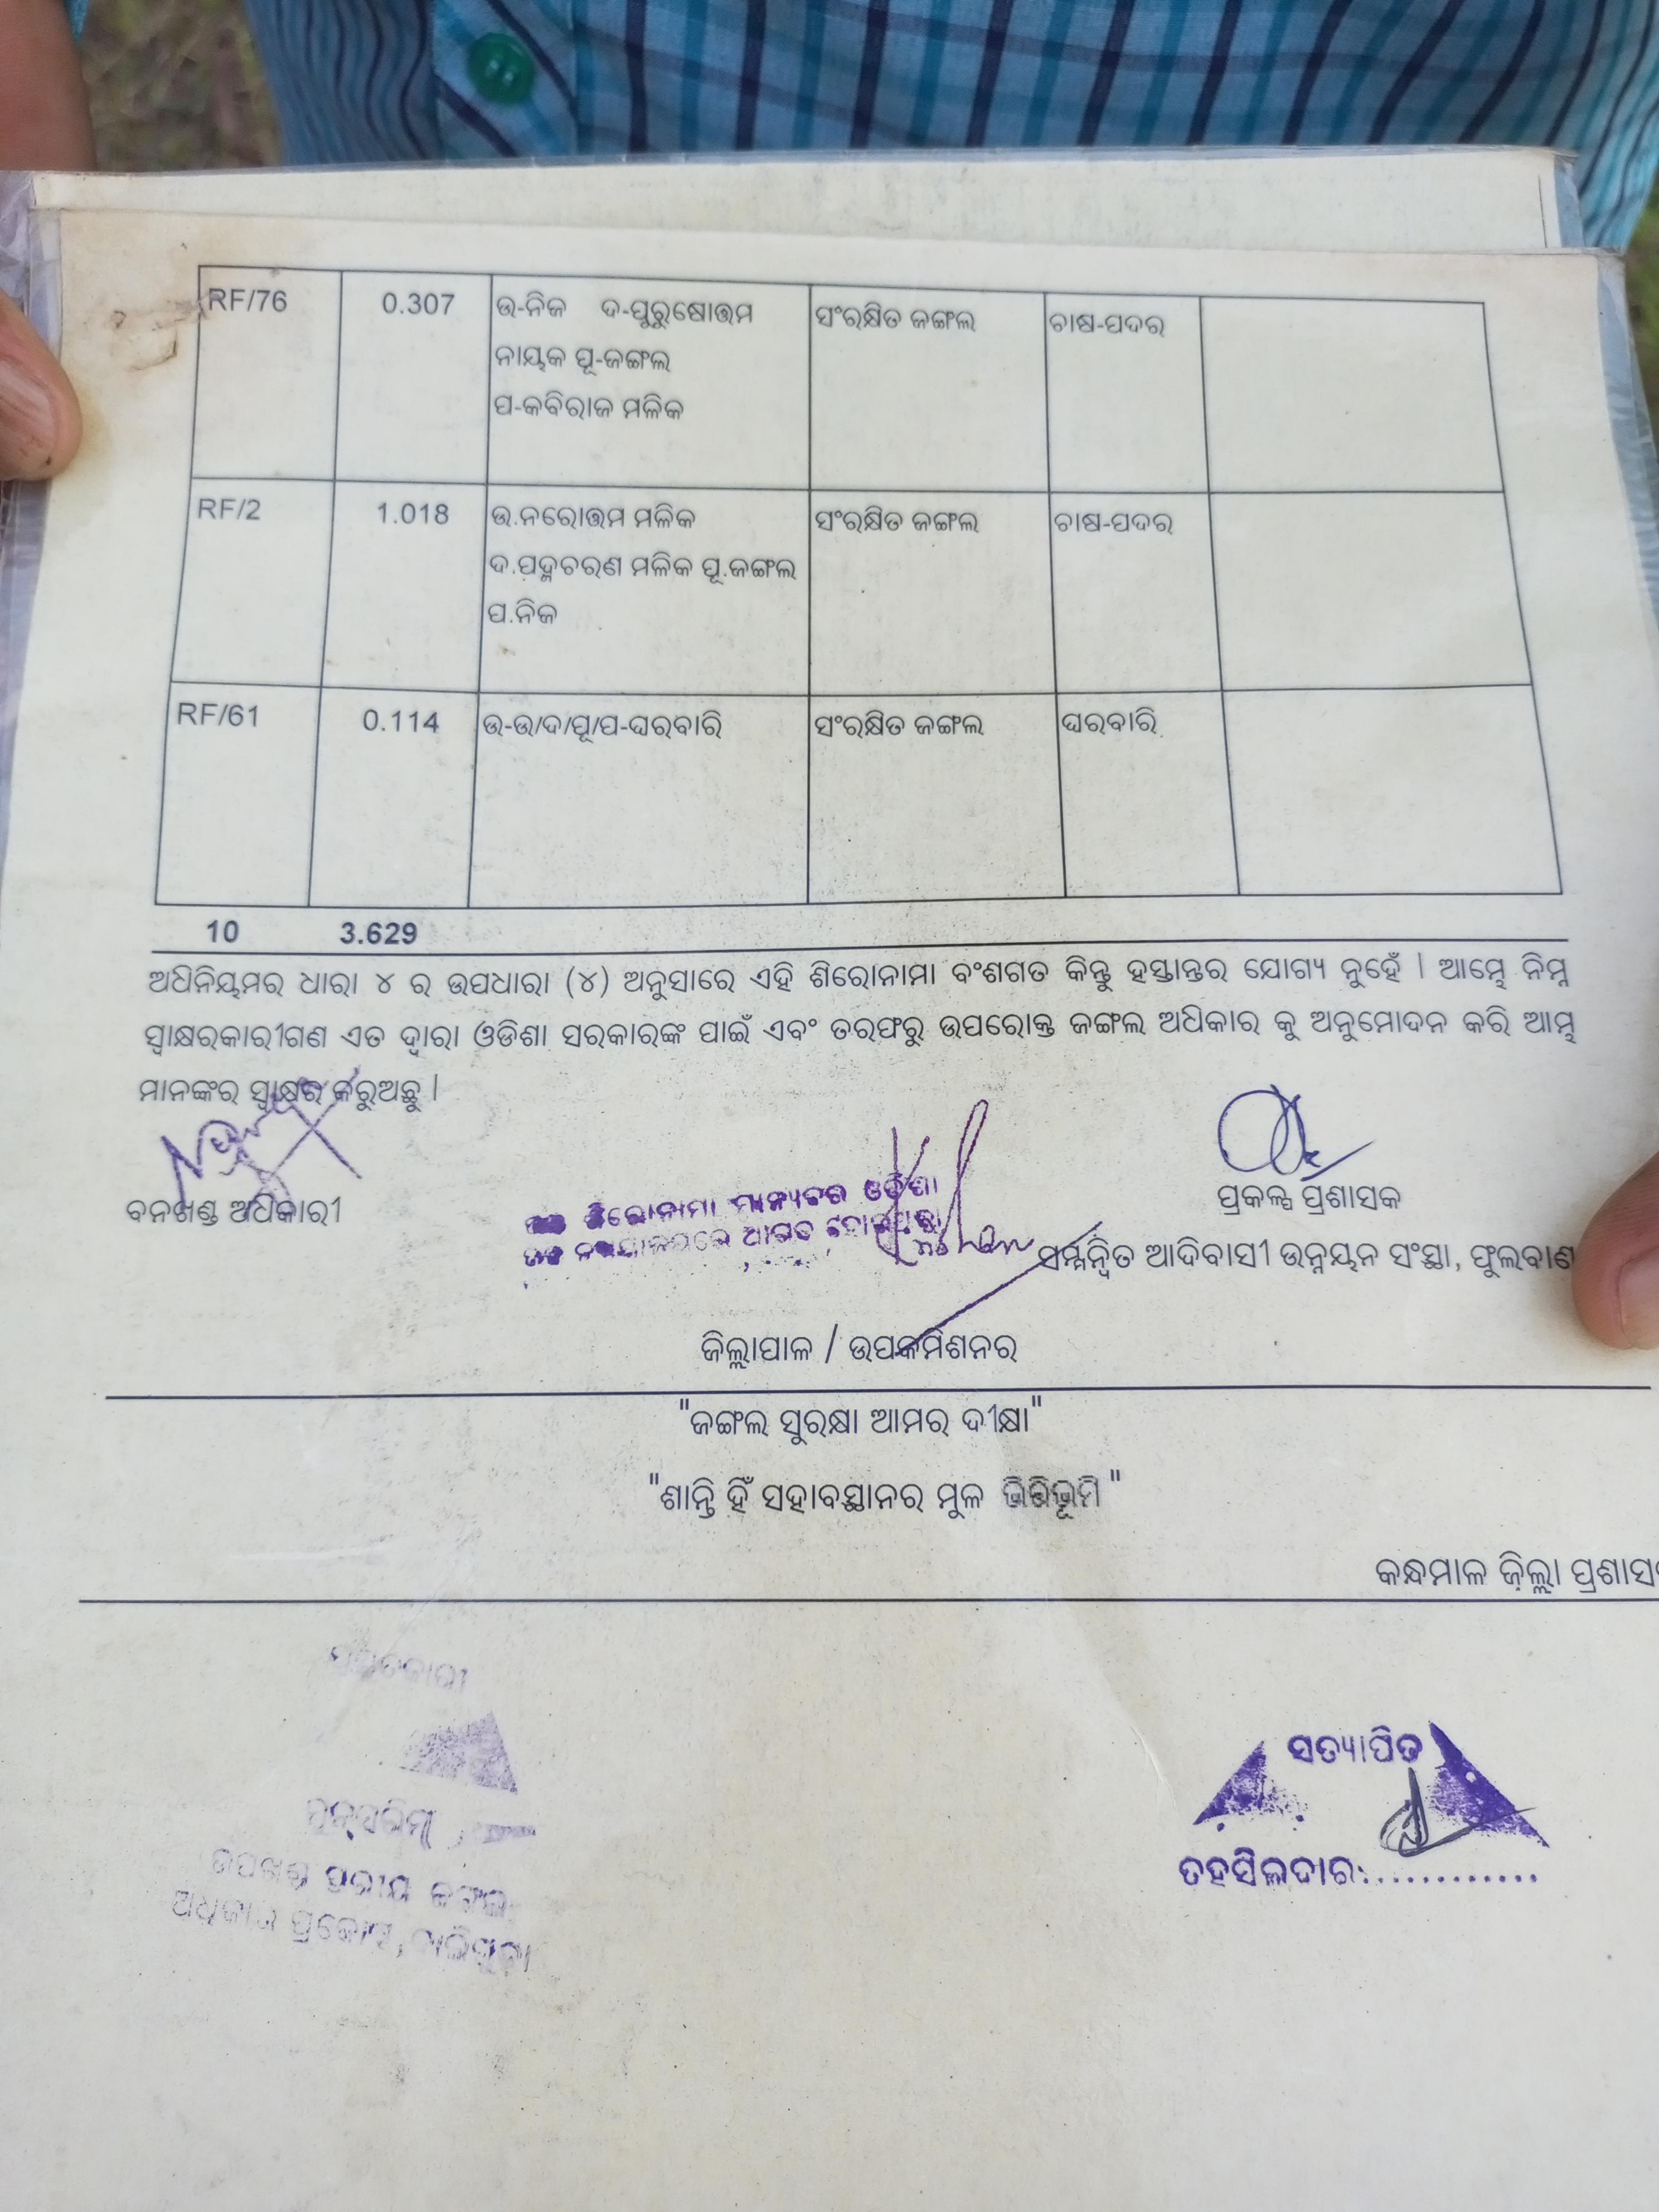 RF/76 0.307 ଉ-ନିଜ ଦ-ପୁରୁଷୋତ୍ତମ ସଂରକ୍ଷିତ ଜଙ୍ଗଲ ଚାଷ-ପଦର
ନାୟକ ପୂ-ଜଙ୍ଗଲ
ପ-କବିରାଜ ମଳିକ
RF/2 1.018 ଉ.ନରୋତ୍ତମ ମଳିକ ସଂରକ୍ଷିତ ଜଙ୍ଗଲ ଚାଷ-ପଦର
ଦ.ପଦ୍ମଚରଣ ମଳିକ ପୂ.ଜଙ୍ଗଲ
ପ.ନିଜ
RF/61 0.114 ଉ-ଉ/ଦ/ପୂ/ପ-ଘରବାରି ସଂରକ୍ଷିତ ଜଙ୍ଗଲ ଘରବାରି
10 3.629
ଅଧିନିୟମର ଧାରା ୪ ର ଉପଧାରା (୪) ଅନୁସାରେ ଏହି ଶିରୋନାମା ବଂଶଗତ କିନ୍ତୁ ହସ୍ତାନ୍ତର ଯୋଗ୍ୟ ନୁହେଁ | ଆମ୍ଭେ ନିମ୍ନ
ସ୍ୱାକ୍ଷରକାରୀଗଣ ଏତ ଦ୍ୱାରା ଓଡିଶା ସରକାରଙ୍କ ପାଇଁ ଏବଂ ତରଫରୁ ଉପରୋକ୍ତ ଜଙ୍ଗଲ ଅଧିକାର କୁ ଅନୁମୋଦନ କରି ଆମ୍ଭ
ମାନଙ୍କର ସ୍ୱାକ୍ଷର କରୁଅଛୁ |
ବନଖଣ୍ଡ ଅଧିକାରୀ
ଶିରୋନାମା ମାନ୍ୟବର ଓଡିଶା
ପ୍ରକଳ୍ପ ପ୍ରଶାସକ
ସମ୍ମନ୍ୱିତ ଆଦିବାସୀ ଉନ୍ନୟନ ସଂସ୍ଥା, ଫୁଲବାଣ
ଜିଲ୍ଲାପାଳ / ଉପକମିଶନର
"ଜଙ୍ଗଲ ସୁରକ୍ଷା ଆମର ଦୀକ୍ଷା"
"ଶାନ୍ତି ହିଁ ସହାବସ୍ଥାନର ମୁଳ "
କନ୍ଧମାଳ ଜିଲ୍ଲା ପ୍ରଶାସ
ସତ୍ୟାପିତ
ତହସିଲଦାର:............